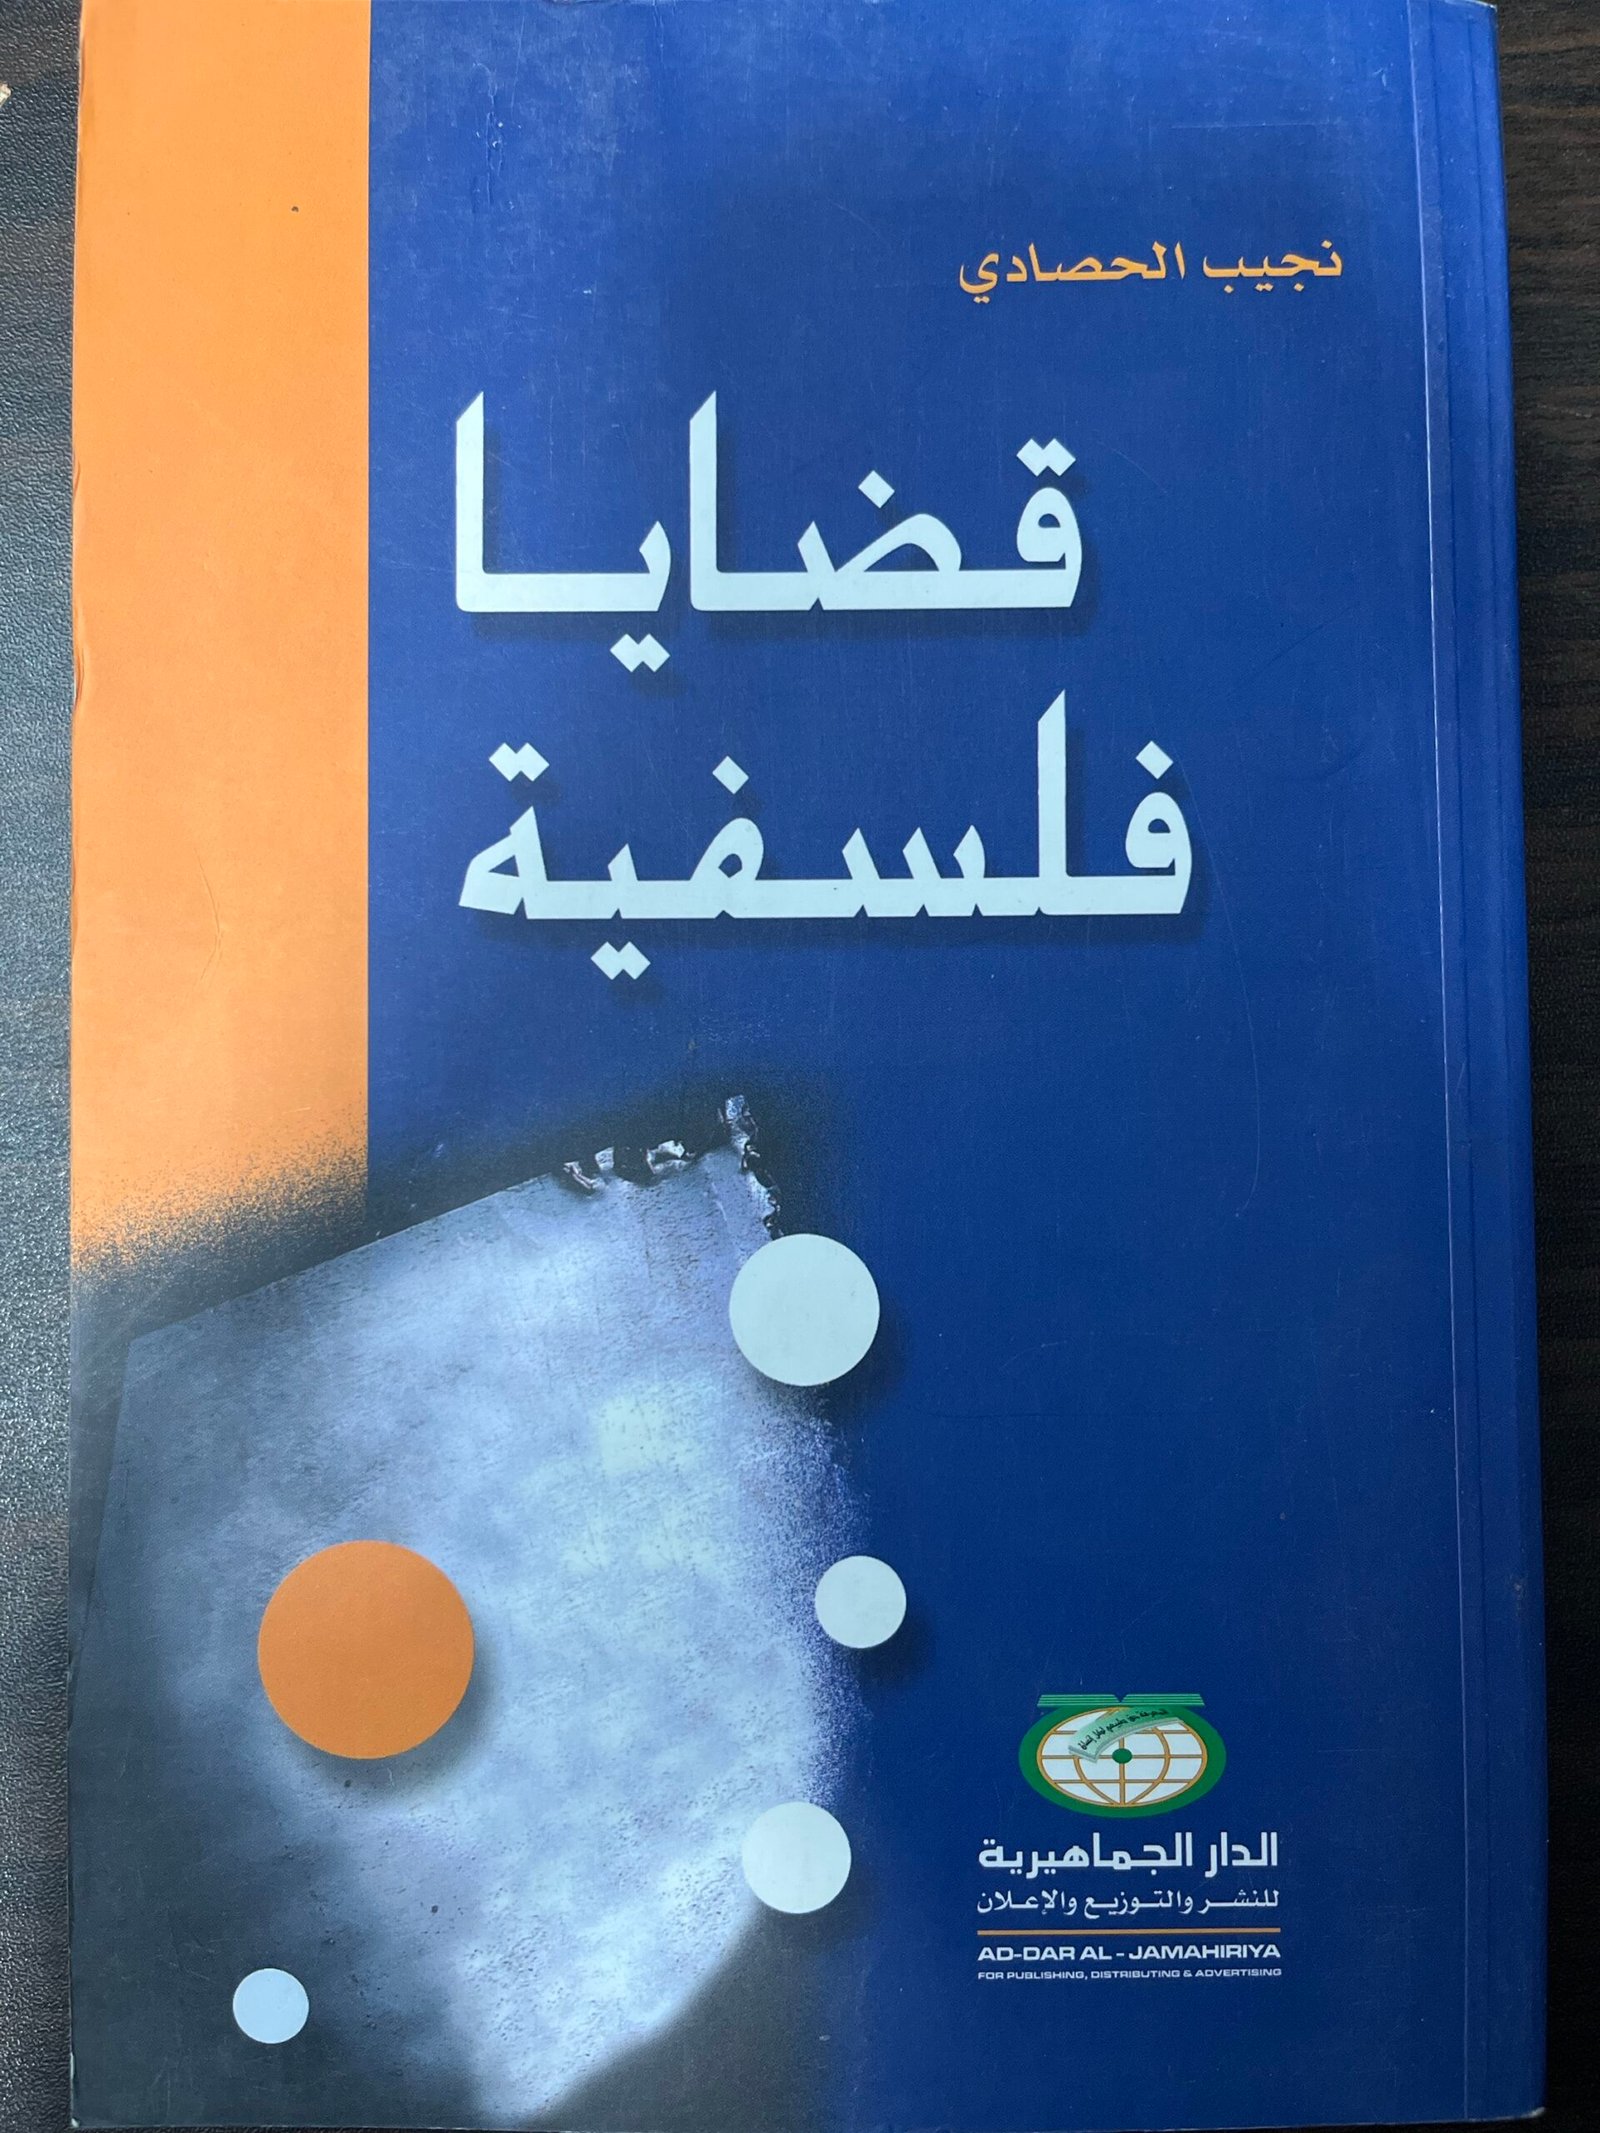 نجيب الحصادي
قضايا
فلسفية
الدار الجماهيرية
للنشر والتوزيع والإعلان
AD-DAR AL - JAMAHIRIYA
FOR PUBLISHING, DISTRIBUTING & ADVERTISING